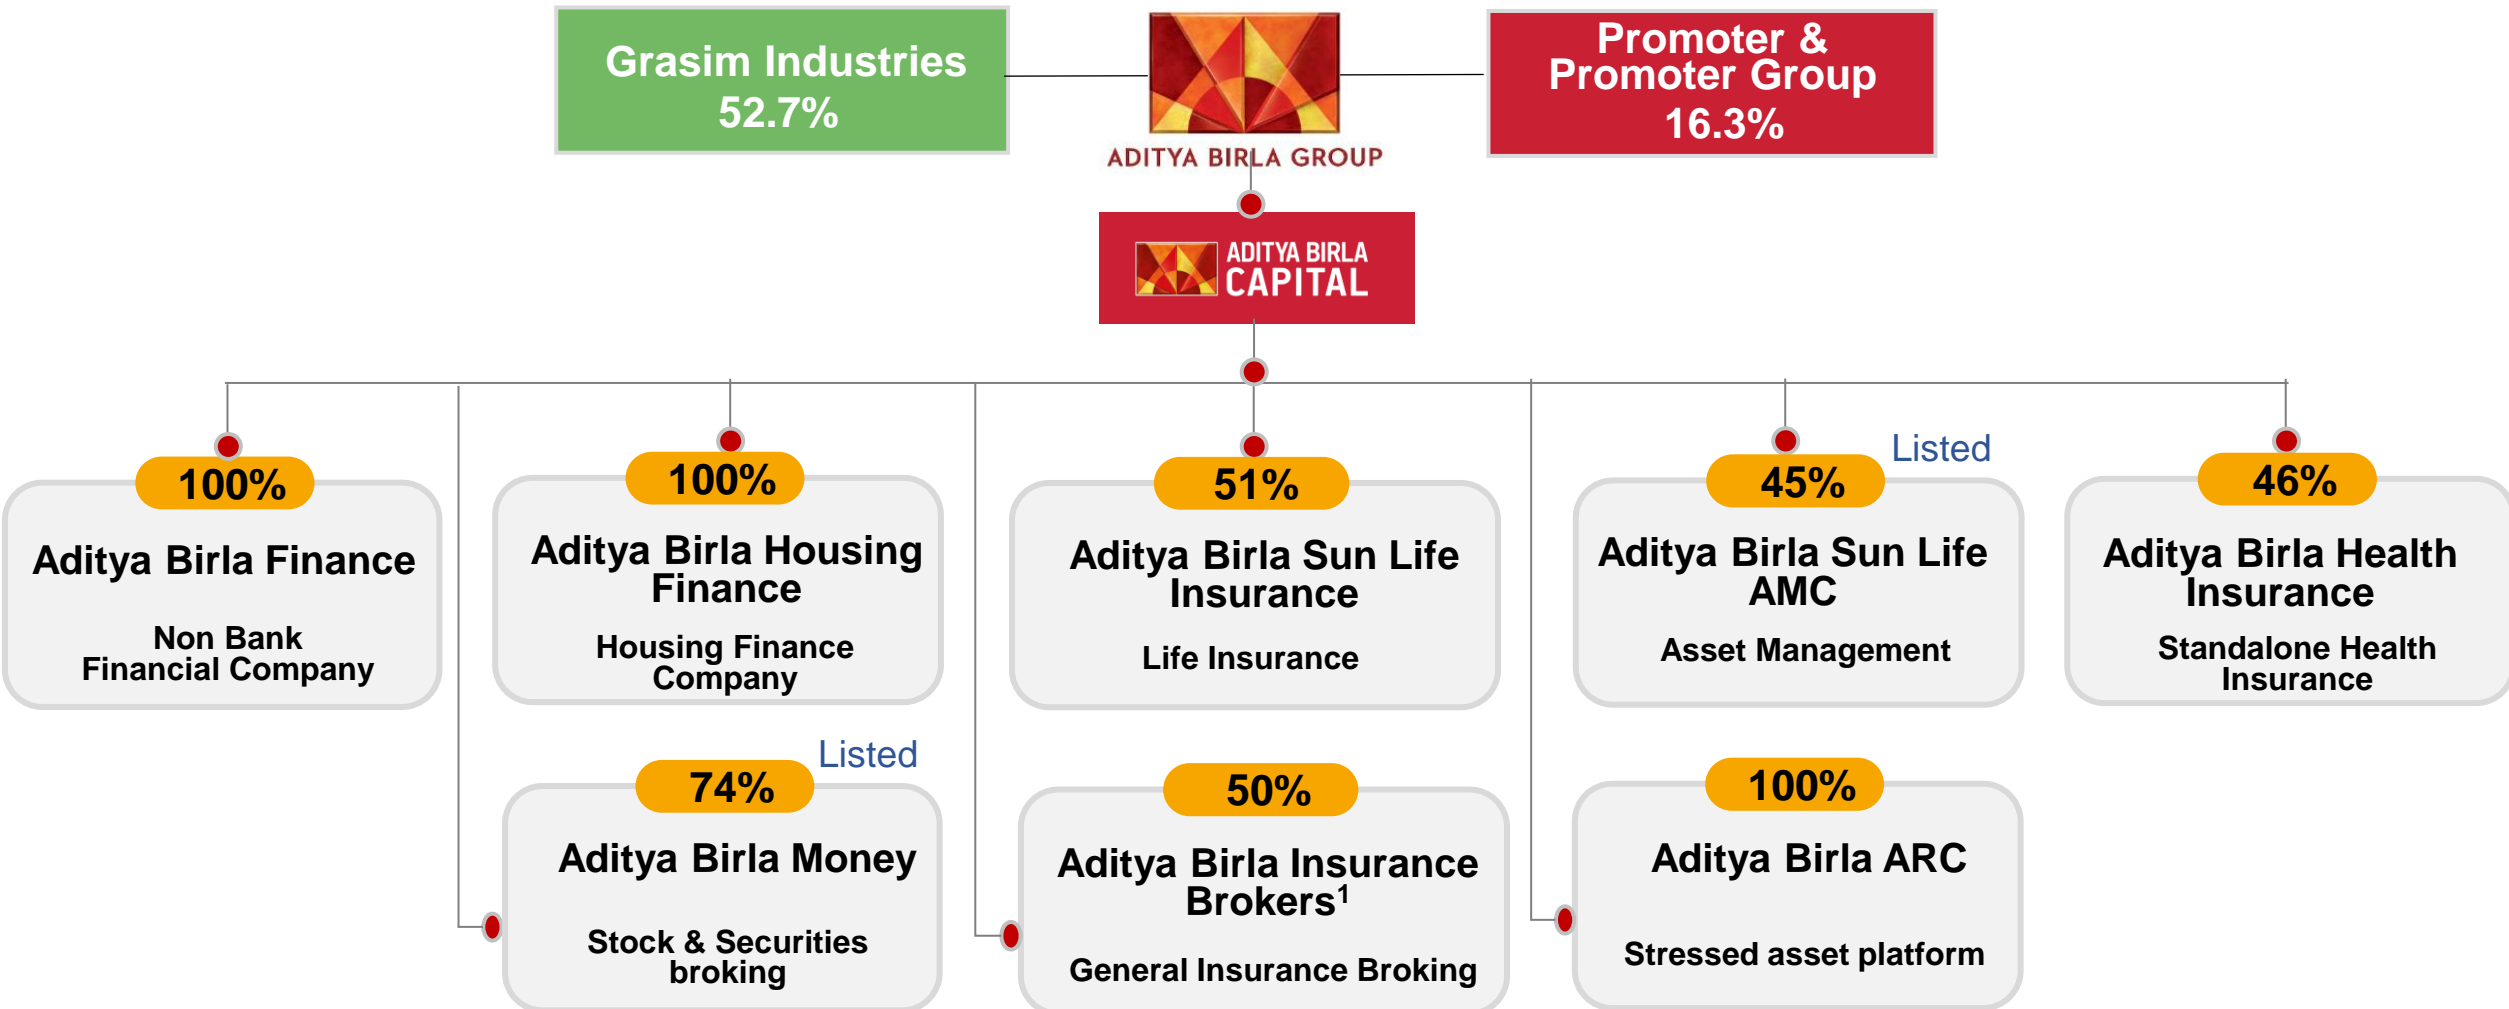 Grasim Industries
52.7%
ADITYA BIRLA GROUP
Promoter &
Promoter Group
16.3%
ADITYA BIRLA
CAPITAL
100%
Aditya Birla Finance
Non Bank
Financial Company
100%
Aditya Birla Housing
Finance
Housing Finance
Company
51%
Aditya Birla Sun Life
Insurance
Life Insurance
Listed
45%
Aditya Birla Sun Life
AMC
Asset Management
46%
Aditya Birla Health
Insurance
Standalone Health
Insurance
Listed
74%
Aditya Birla Money
Stock & Securities
broking
50%
Aditya Birla Insurance
Brokers¹
General Insurance Broking
100%
Aditya Birla ARC
Stressed asset platform